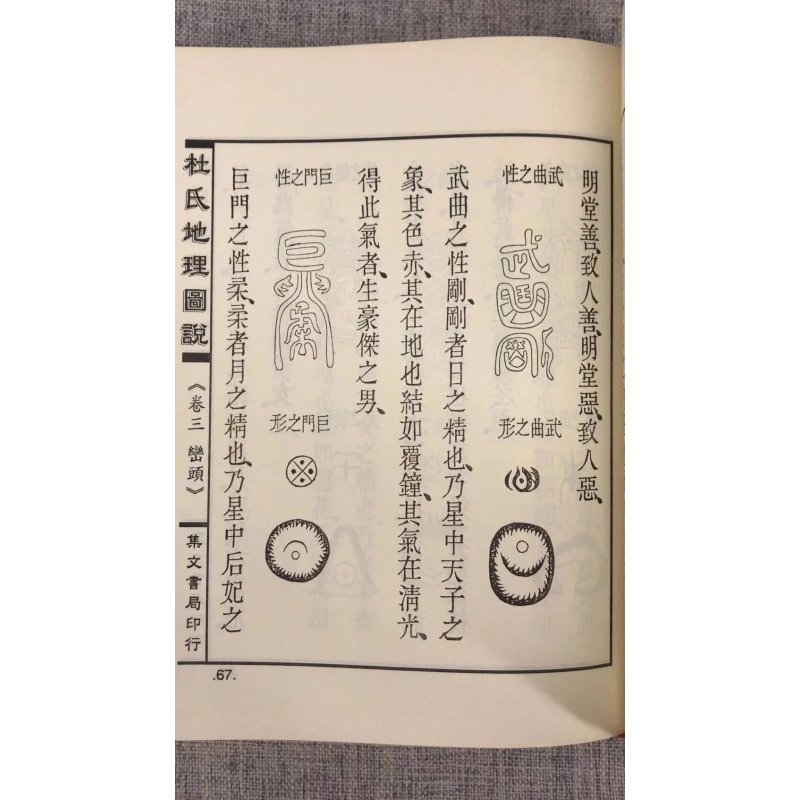 明堂善、致人善、明堂惡、致人惡、
武曲之性
武曲之形
武曲之性剛、剛者日之精也、乃星中天子之
象、其色赤、其在地也結如覆鐘、其氣在清光、
得此氣者、生豪傑之男、
巨門之性
巨門之形
巨門之性柔、柔者月之精也、乃星中后妃之
杜氏地理圖說
《卷三 巒頭》
集文書局印行
.67.